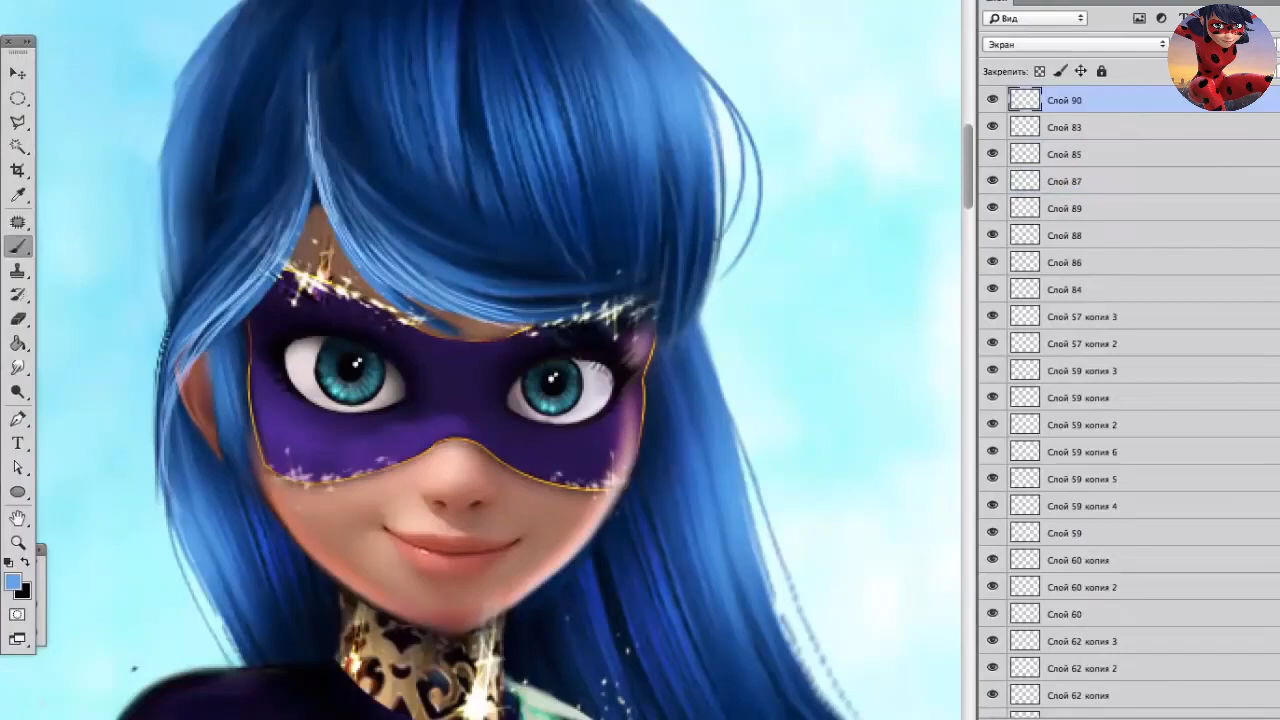 Вид
Экран
Закрепить:
Слой 90
Слой 83
Слой 85
Слой 87
Слой 89
Слой 88
Слой 86
Слой 84
Слой 57 копия 3
Слой 57 копия 2
Слой 59 копия 3
Слой 59 копия
Слой 59 копия 2
Слой 59 копия 6
Слой 59 копия 5
Слой 59 копия 4
Слой 59
Слой 60 копия
Слой 60 копия 2
Слой 60
Слой 62 копия 3
Слой 62 копия 2
Слой 62 копия